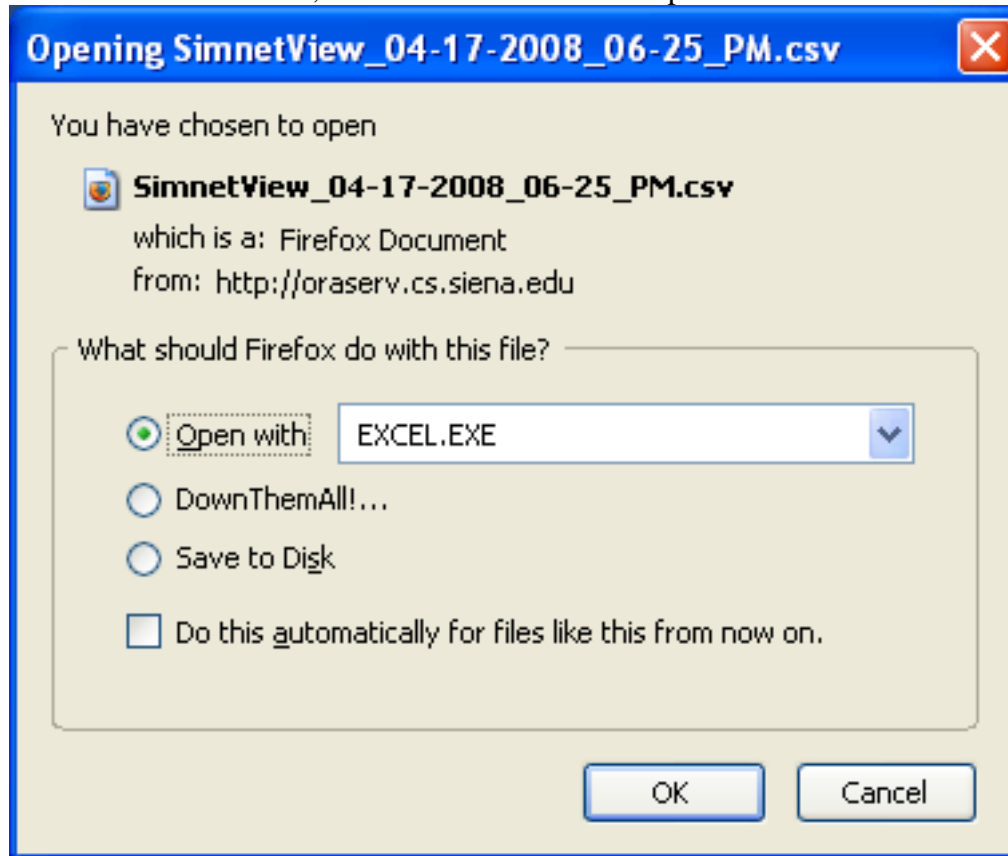 Opening SimnetView_04-17-2008_06-25_PM.csv
You have chosen to open
SimnetView_04-17-2008_06-25_PM.csv
which is a: Firefox Document
from: http://oraserv.cs.siena.edu
What should Firefox do with this file?
Open with EXCEL.EXE
DownThemAll!...
Save to Disk
Do this automatically for files like this from now on.
OK Cancel